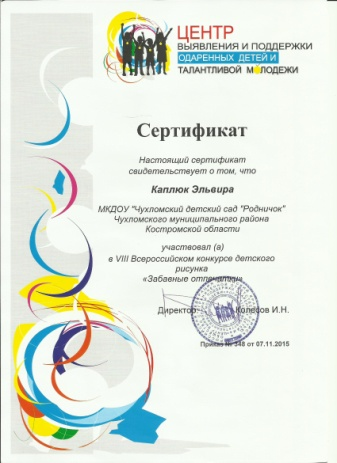 ЦЕНТР
ВЫЯВЛЕНИЯ И ПОДДЕРЖКИ
ОДАРЕННЫХ ДЕТЕЙ И
ТАЛАНТЛИВОЙ МОЛОДЕЖИ
Сертификат
Настоящий сертификат
свидетельствует о том, что
Каплюк Эльвира
МКДОУ "Чухломский детский сад "Родничок"
Чухломского муниципального района
Костромской области
участвовал (а)
в VIII Всероссийском конкурсе детского
рисунка
«Забавные отпечатки»
Директор Колесов И.Н.
Приказ № 348 от 07.11.2015